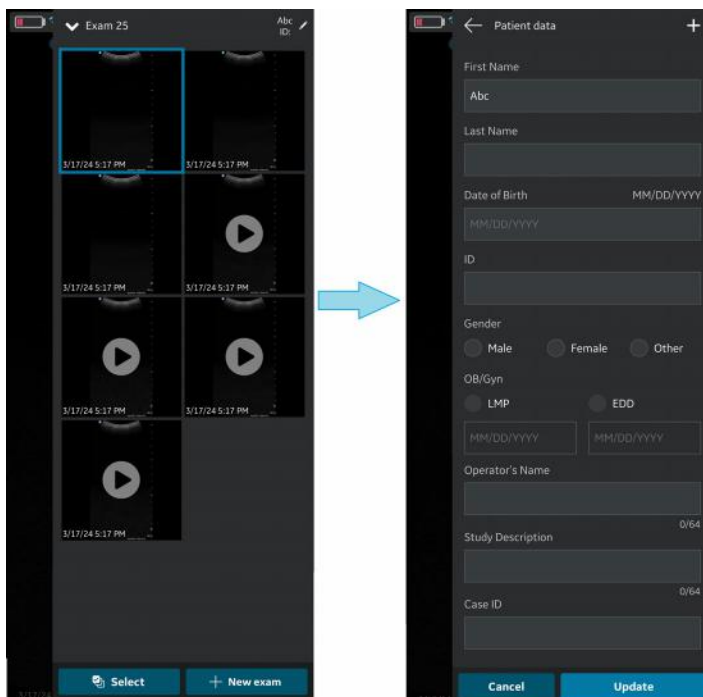 Exam 25
Abc
ID:
3/17/24 5:17 PM
3/17/24 5:17 PM
3/17/24 5:17 PM
3/17/24 5:17 PM
3/17/24 5:17 PM
3/17/24 5:17 PM
3/17/24 5:17 PM
Select
New exam
Patient data
First Name
Abc
Last Name
Date of Birth MM/DD/YYYY
MM/DD/YYYY
ID
Gender
Male Female Other
OB/Gyn
LMP EDD
MM/DD/YYYY MM/DD/YYYY
Operator's Name
0/64
Study Description
0/64
Case ID
Cancel Update